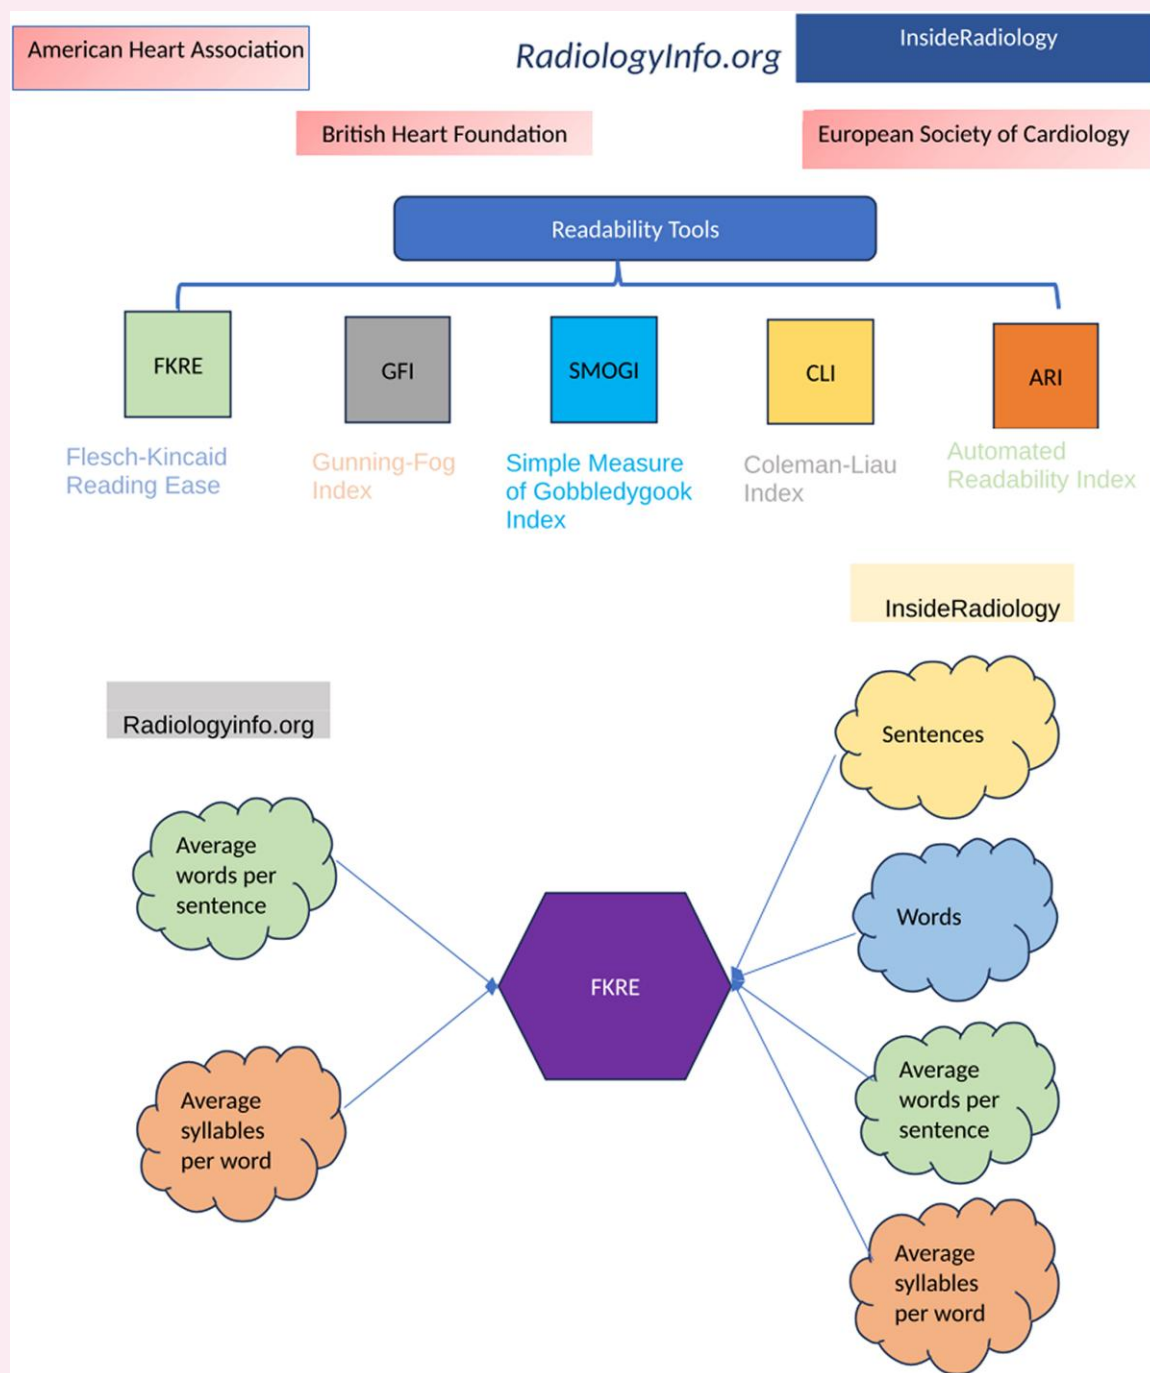 American Heart Association
RadiologyInfo.org
InsideRadiology
British Heart Foundation
European Society of Cardiology
Readability Tools
FKRE
GFI
SMOGI
CLI
ARI
Flesch-Kincaid
Reading Ease
Gunning-Fog
Index
Simple Measure
of Gobbledygook
Index
Coleman-Liau
Index
Automated
Readability Index
InsideRadiology
Radiologyinfo.org
Sentences
Average
words per
sentence
Words
FKRE
Average
syllables
per word
Average
words per
sentence
Average
syllables
per word